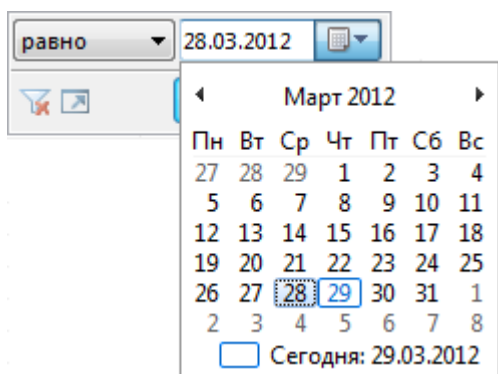 равно 28.03.2012
Март 2012
Пн Вт Ср Чт Пт Сб Вс
27 28 29 1 2 3 4
5 6 7 8 9 10 11
12 13 14 15 16 17 18
19 20 21 22 23 24 25
26 27 28 29 30 31 1
2 3 4 5 6 7 8
Сегодня: 29.03.2012